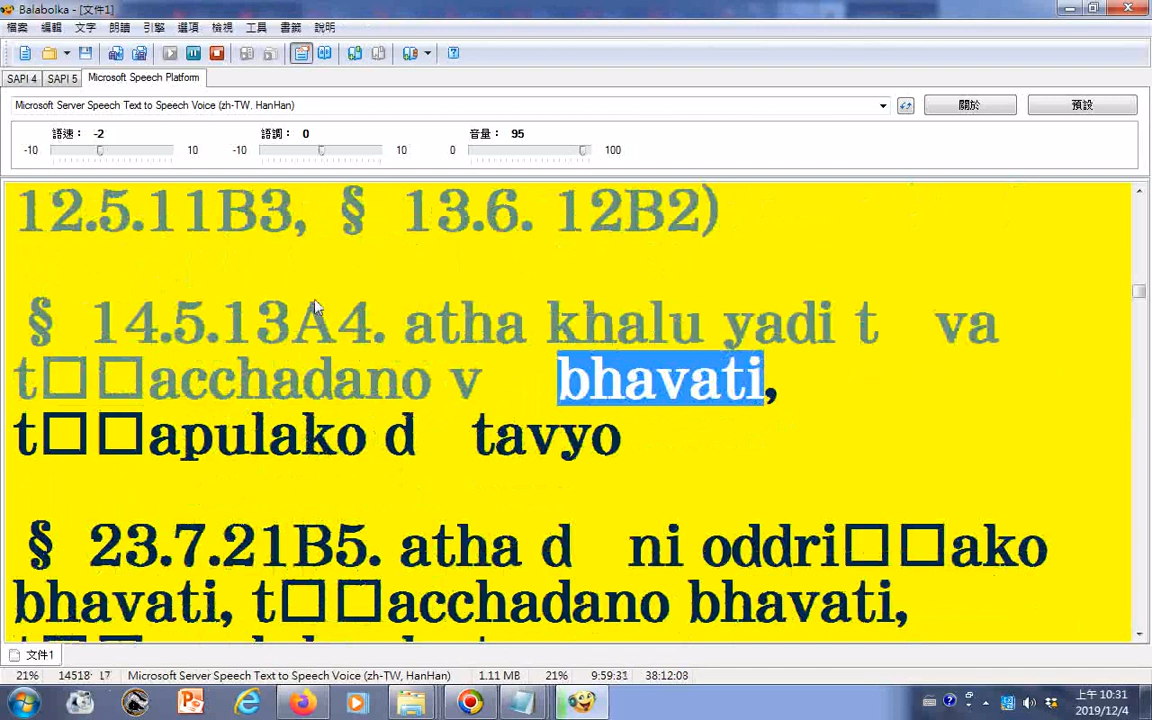 Balabolka - [文件1]
檔案 編輯 文字 朗讀 引擎 選項 檢視 工具 書籤 說明
SAPI 4 SAPI 5 Microsoft Speech Platform
Microsoft Server Speech Text to Speech Voice (zh-TW, HanHan) 關於 預設
語速： -2 語調： 0 音量： 95
-10 10 -10 10 0 100
12.5.11B3, § 13.6. 12B2)
§ 14.5.13A4. atha khalu yadi t va
t□□acchadano v bhavati,
t□□apulako d tavyo
§ 23.7.21B5. atha d ni oddri□□ako
bhavati, t□□acchadano bhavati,
文件1
21% 14518: 17 Microsoft Server Speech Text to Speech Voice (zh-TW, HanHan) 1.11 MB 21% 9:59:31 38:12:03
上午 10:31
2019/12/4